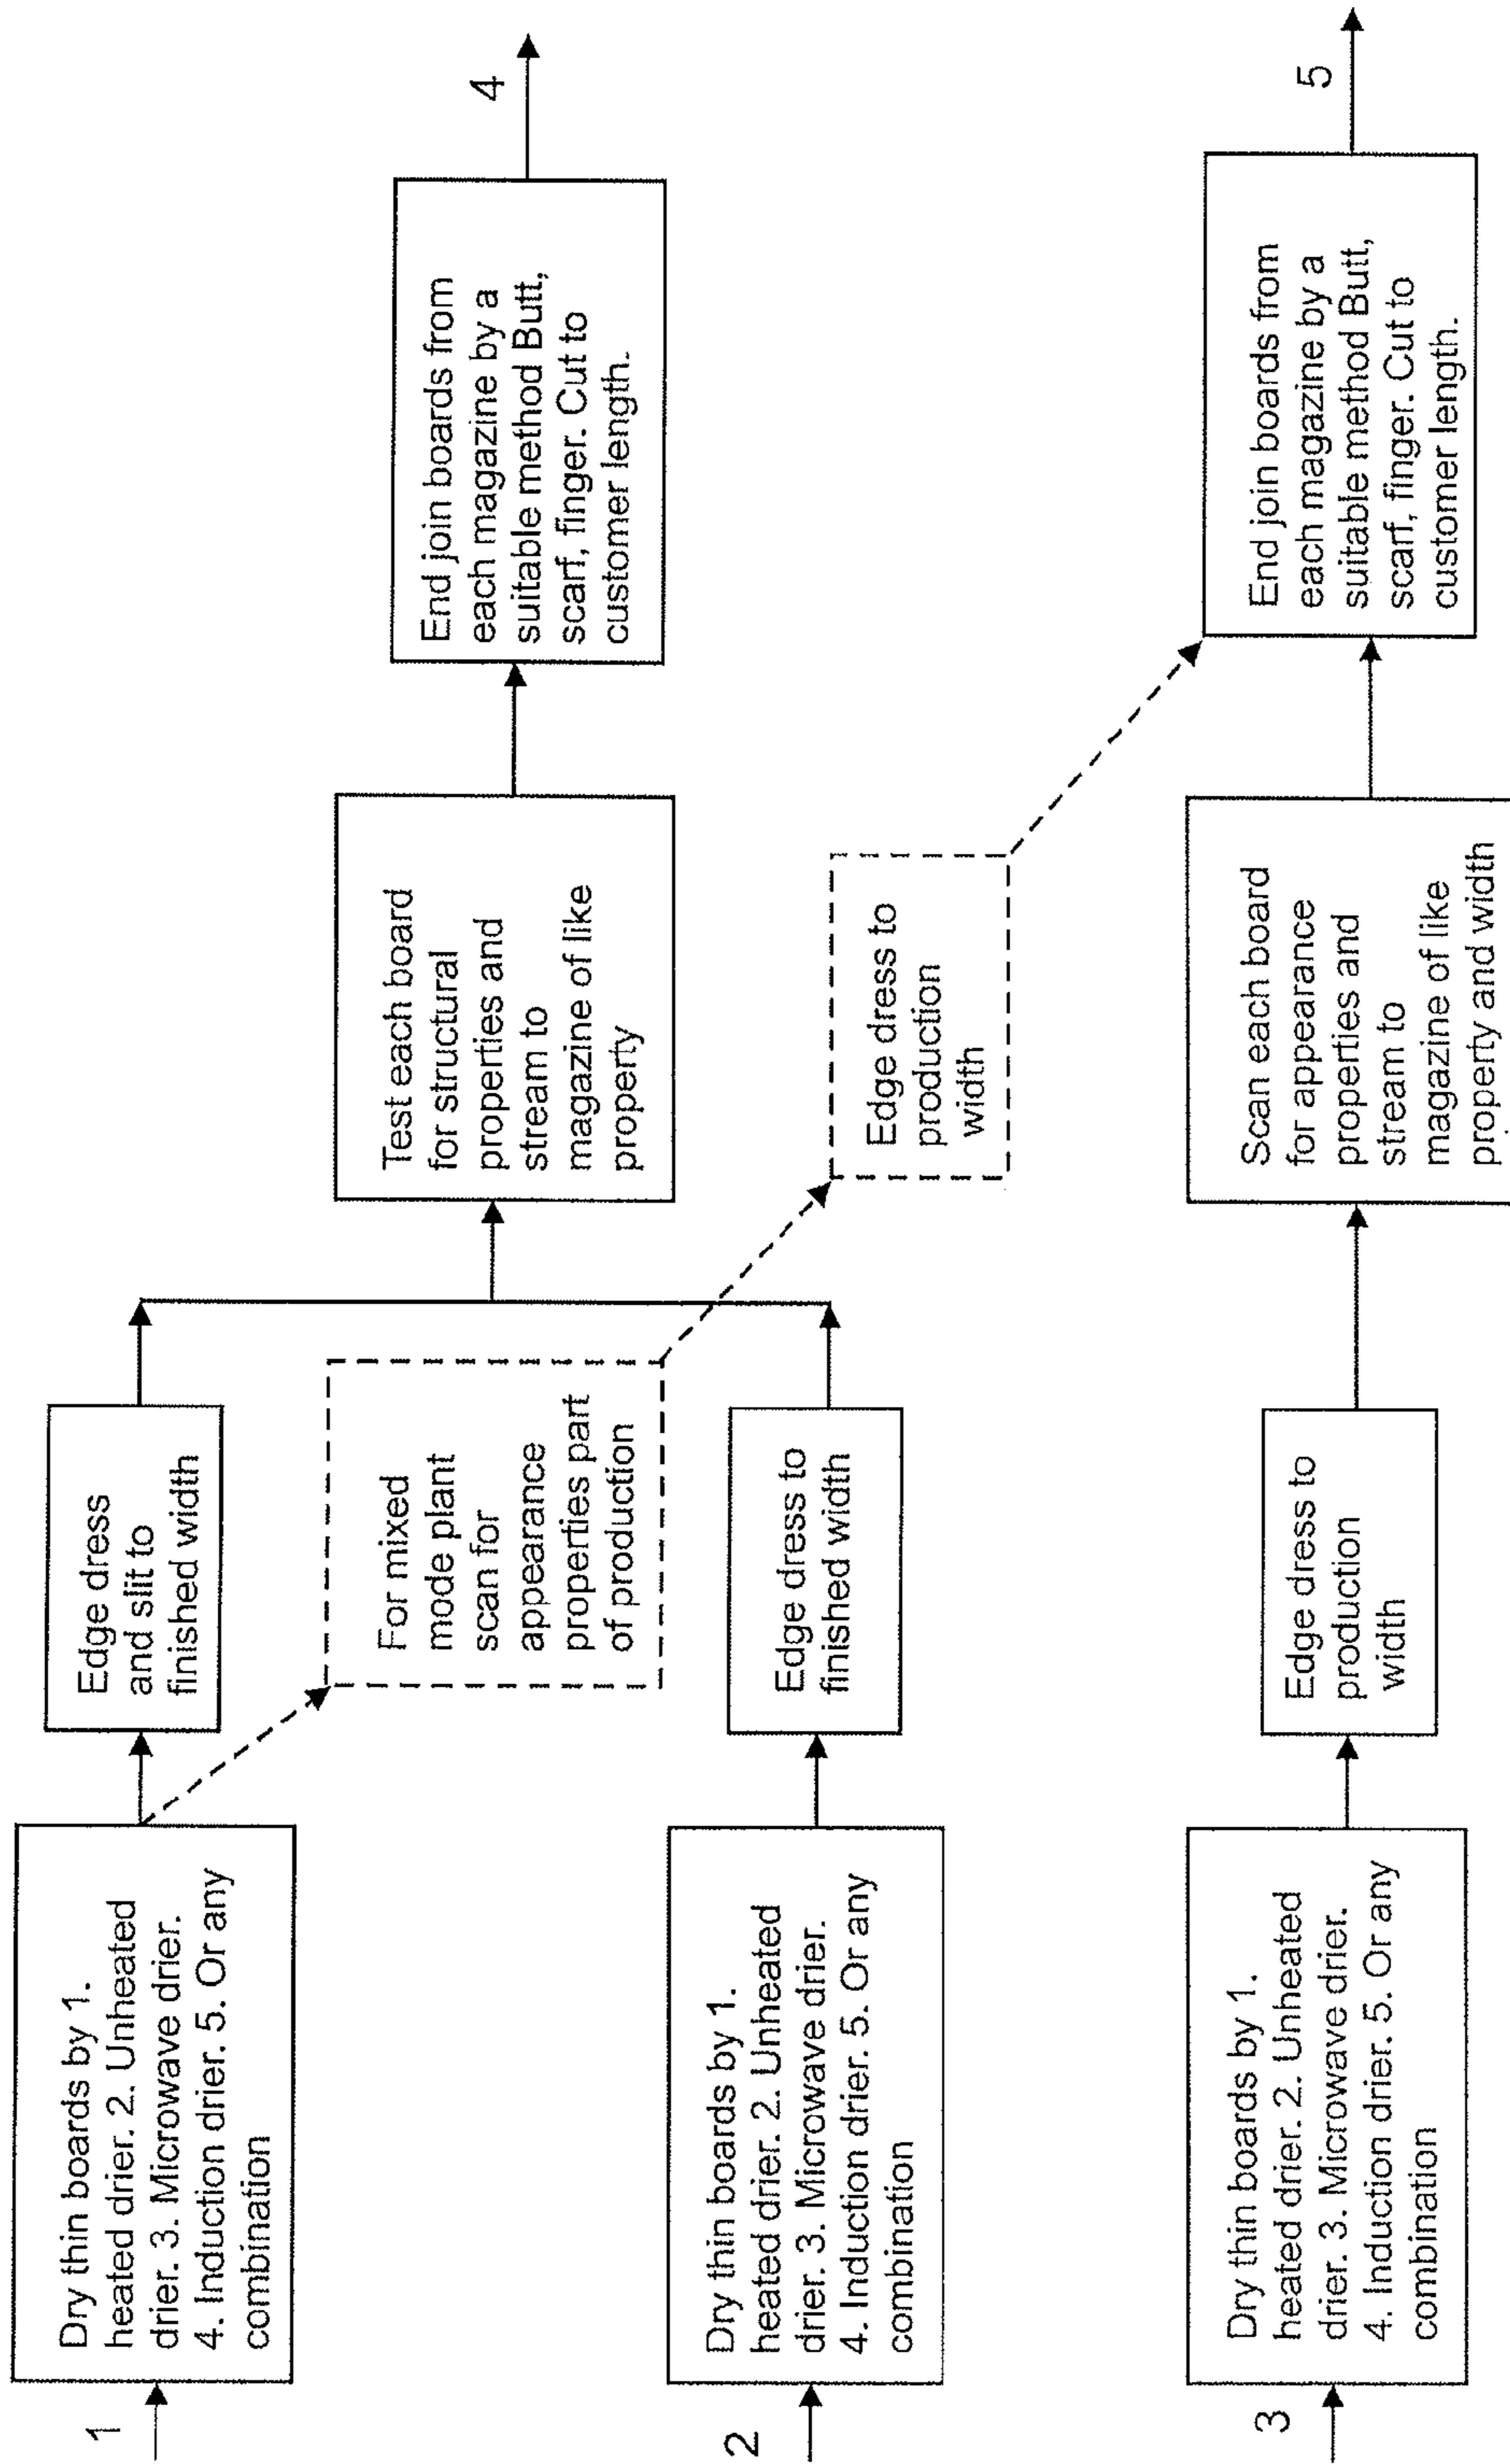 1
Dry thin boards by 1.
heated drier. 2. Unheated
drier. 3. Microwave drier.
4. Induction drier. 5. Or any
combination
Edge dress
and slit to
finished width
For mixed
mode plant
scan for
appearance
properties part
of production
2
Dry thin boards by 1.
heated drier. 2. Unheated
drier. 3. Microwave drier.
4. Induction drier. 5. Or any
combination
Edge dress to
finished width
Test each board
for structural
properties and
stream to
magazine of like
property
End join boards from
each magazine by a
suitable method Butt,
scarf, finger. Cut to
customer length.
4
Edge dress to
production
width
3
Dry thin boards by 1.
heated drier. 2. Unheated
drier. 3. Microwave drier.
4. Induction drier. 5. Or any
combination
Edge dress to
production
width
Scan each board
for appearance
properties and
stream to
magazine of like
property and width
End join boards from
each magazine by a
suitable method Butt,
scarf, finger. Cut to
customer length.
5